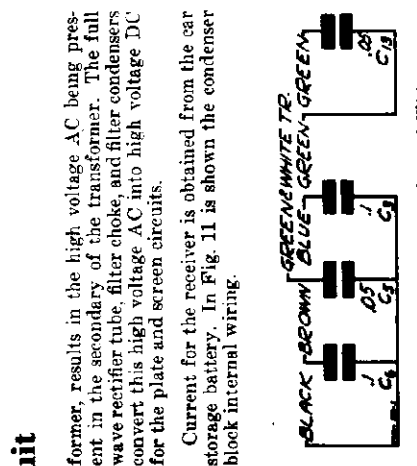 uit
former, results in the high voltage AC being pres-
ent in the secondary of the transformer. The full
wave rectifier tube, filter choke, and filter condensers
convert this high voltage AC into high voltage DC
for the plate and screen circuits.
Current for the receiver is obtained from the car
storage battery. In Fig. 11 is shown the condenser
block internal wiring.
GREEN & WHITE TR.
BLACK BROWN BLUE GREEN GREEN
.1 .05 .1 .05
C6 C5 C13